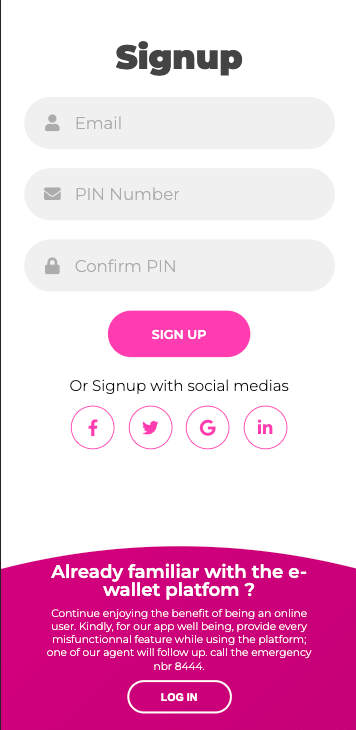 Signup
Email
PIN Number
Confirm PIN
SIGN UP
Or Signup with social medias
Already familiar with the e-
wallet platfom ?
Continue enjoying the benefit of being an online
user. Kindly, for our app well being, provide every
misfunctionnal feature while using the platform;
one of our agent will follow up. call the emergency
nbr 8444.
LOG IN